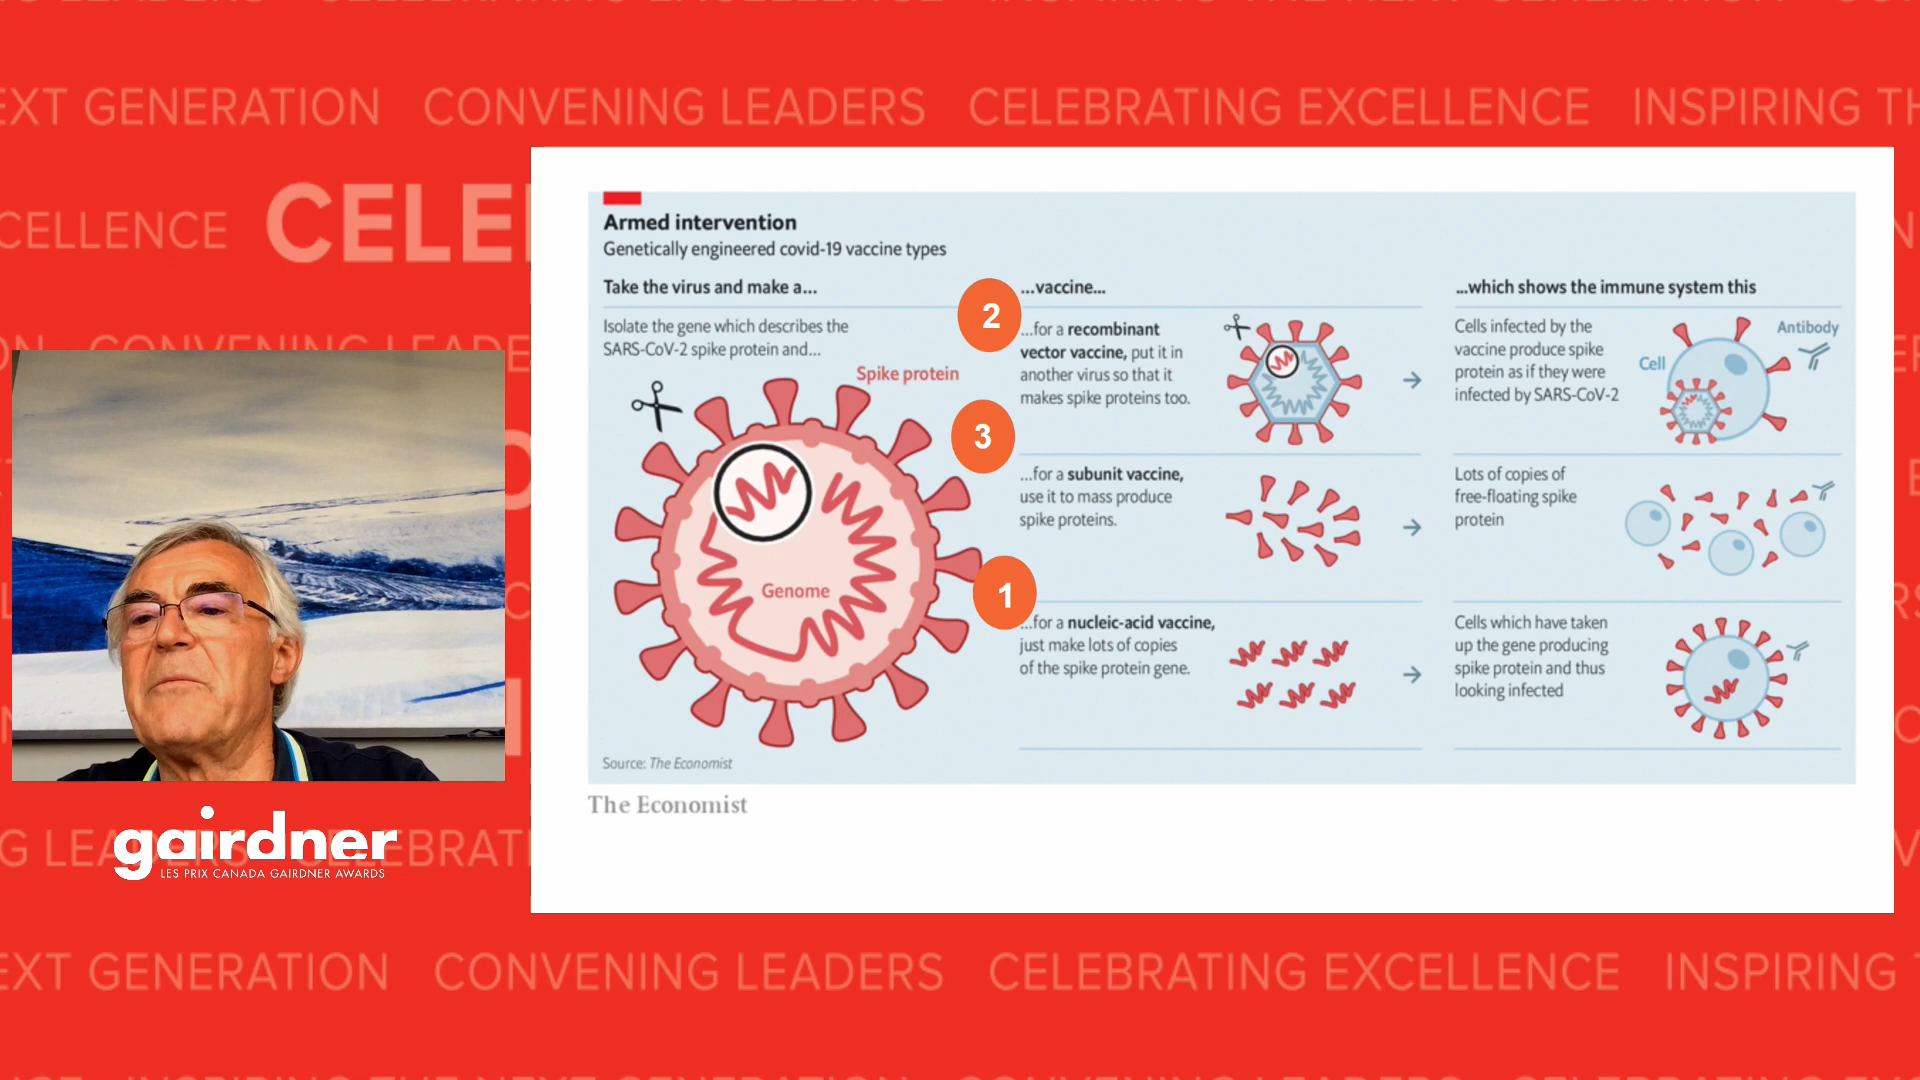 EXT GENERATION CONVENING LEADERS CELEBRATING EXCELLENCE INSPIRING TH
CELLENCE CELE
Armed intervention
Genetically engineered covid-19 vaccine types
Take the virus and make a...
Isolate the gene which describes the
SARS-CoV-2 spike protein and...
Spike protein
Genome
2
...vaccine...
...for a recombinant
vector vaccine, put it in
another virus so that it
makes spike proteins too.
...which shows the immune system this
Cells infected by the
vaccine produce spike
protein as if they were
infected by SARS-CoV-2
Cell
Antibody
3
...for a subunit vaccine,
use it to mass produce
spike proteins.
Lots of copies of
free-floating spike
protein
1
...for a nucleic-acid vaccine,
just make lots of copies
of the spike protein gene.
Cells which have taken
up the gene producing
spike protein and thus
looking infected
Source: The Economist
The Economist
gairdner
LES PRIX CANADA GAIRDNER AWARDS
EXT GENERATION CONVENING LEADERS CELEBRATING EXCELLENCE INSPIRING